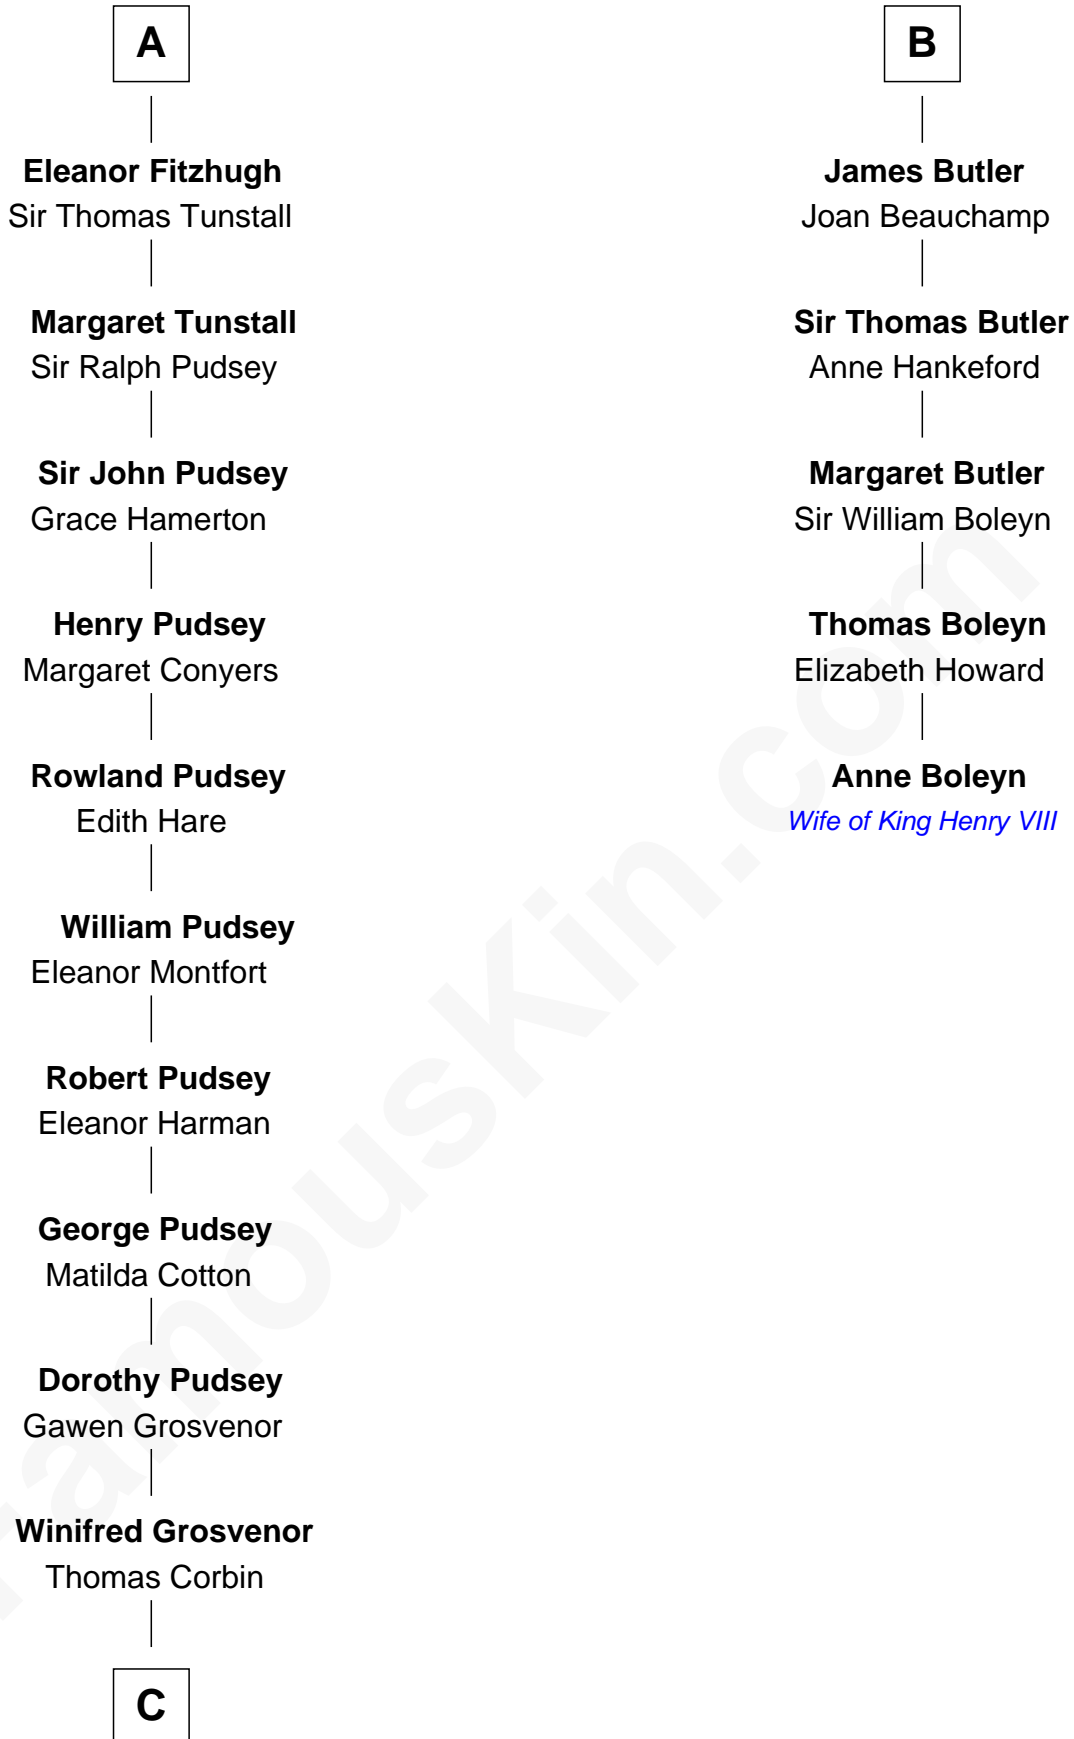 A
Eleanor Fitzhugh
Sir Thomas Tunstall
Margaret Tunstall
Sir Ralph Pudsey
Sir John Pudsey
Grace Hamerton
Henry Pudsey
Margaret Conyers
Rowland Pudsey
Edith Hare
William Pudsey
Eleanor Montfort
Robert Pudsey
Eleanor Harman
George Pudsey
Matilda Cotton
Dorothy Pudsey
Gawen Grosvenor
Winifred Grosvenor
Thomas Corbin
C
B
James Butler
Joan Beauchamp
Sir Thomas Butler
Anne Hankeford
Margaret Butler
Sir William Boleyn
Thomas Boleyn
Elizabeth Howard
Anne Boleyn
Wife of King Henry VIII
FamousKin.com